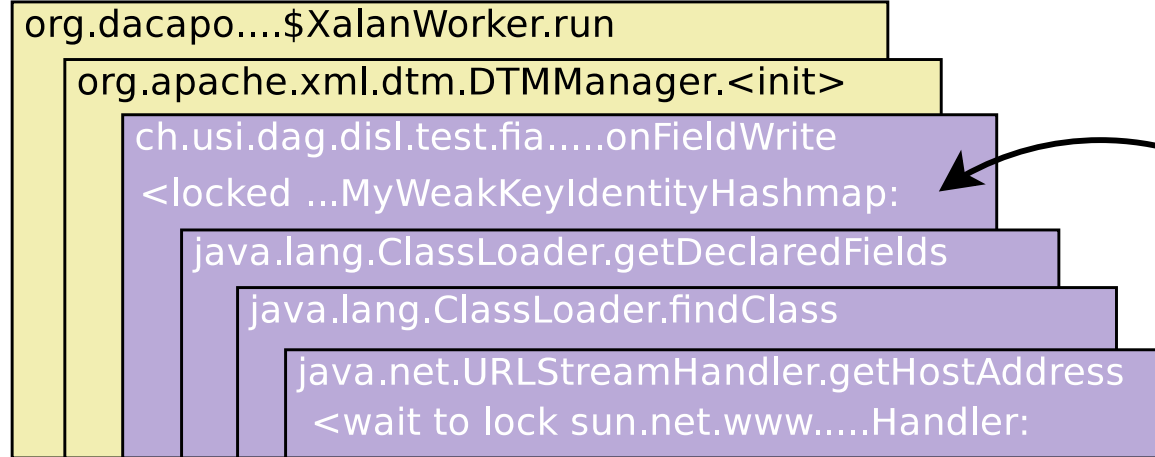 org.dacapo....$XalanWorker.run
org.apache.xml.dtm.DTMManager.<init>
ch.usi.dag.disl.test.fia.....onFieldWrite
<locked ...MyWeakKeyIdentityHashmap:
java.lang.ClassLoader.getDeclaredFields
java.lang.ClassLoader.findClass
java.net.URLStreamHandler.getHostAddress
<wait to lock sun.net.www.....Handler: